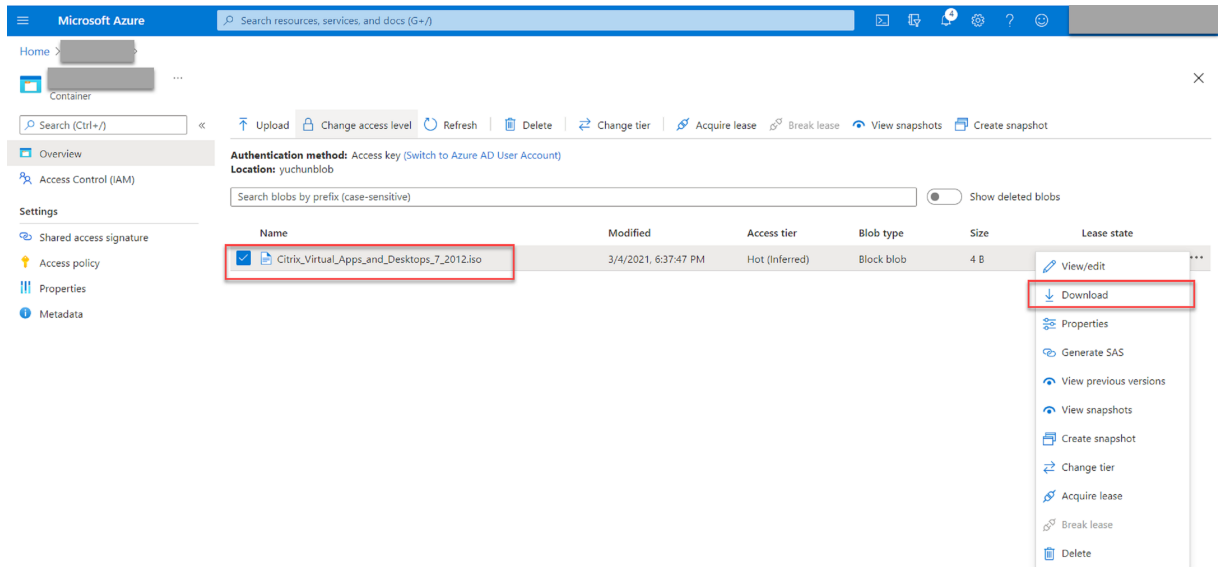 Microsoft Azure
Search resources, services, and docs (G+/)
4
Home >
...
Container
Search (Ctrl+/)
«
Upload
Change access level
Refresh
Delete
Change tier
Acquire lease
Break lease
View snapshots
Create snapshot
Overview
Access Control (IAM)
Settings
Shared access signature
Access policy
Properties
Metadata
Authentication method: Access key (Switch to Azure AD User Account)
Location: yuchunblob
Search blobs by prefix (case-sensitive)
Show deleted blobs
Name Modified Access tier Blob type Size Lease state
Citrix_Virtual_Apps_and_Desktops_7_2012.iso 3/4/2021, 6:37:47 PM Hot (Inferred) Block blob 4 B ...
View/edit
Download
Properties
Generate SAS
View previous versions
View snapshots
Create snapshot
Change tier
Acquire lease
Break lease
Delete